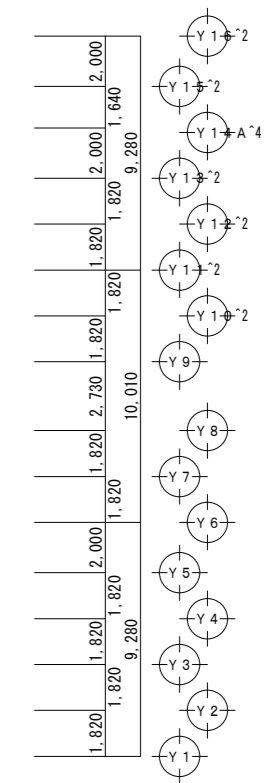 Y16^2
2,000
Y15^2
1,640
Y14-A^4
2,000
9,280
Y13^2
1,820
Y12^2
1,820
Y11^2
1,820
Y10^2
1,820
Y9
2,730
10,010
Y8
1,820
Y7
1,820
Y6
2,000
Y5
1,820
Y4
1,820
9,280
Y3
1,820
Y2
1,820
Y1